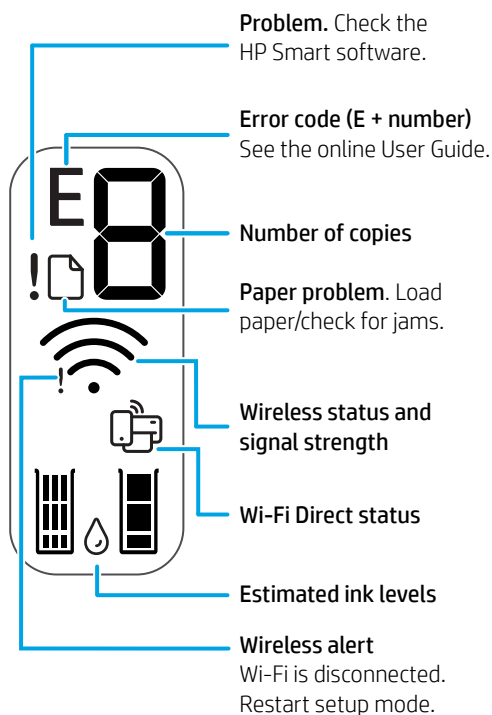 Problem. Check the
HP Smart software.
Error code (E + number)
See the online User Guide.
E 8
Number of copies
!
Paper problem. Load
paper/check for jams.
!
Wireless status and
signal strength
Wi-Fi Direct status
Estimated ink levels
Wireless alert
Wi-Fi is disconnected.
Restart setup mode.